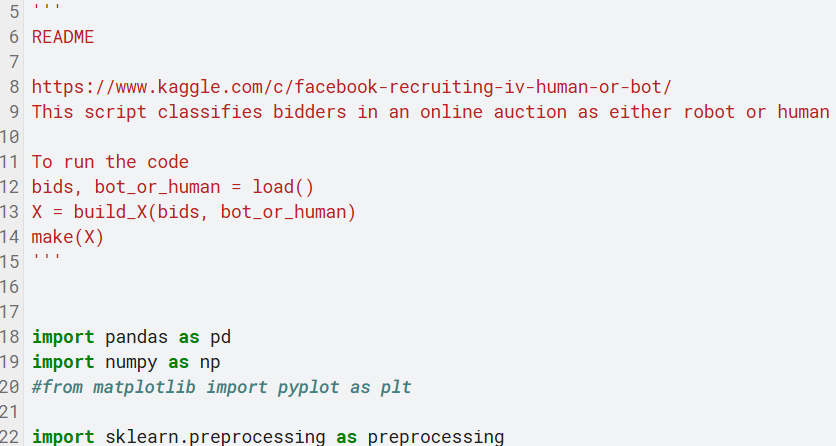 5 '''
6 README
7
8 https://www.kaggle.com/c/facebook-recruiting-iv-human-or-bot/
9 This script classifies bidders in an online auction as either robot or human
10
11 To run the code
12 bids, bot_or_human = load()
13 X = build_X(bids, bot_or_human)
14 make(X)
15 '''
16
17
18 import pandas as pd
19 import numpy as np
20 #from matplotlib import pyplot as plt
21
22 import sklearn.preprocessing as preprocessing